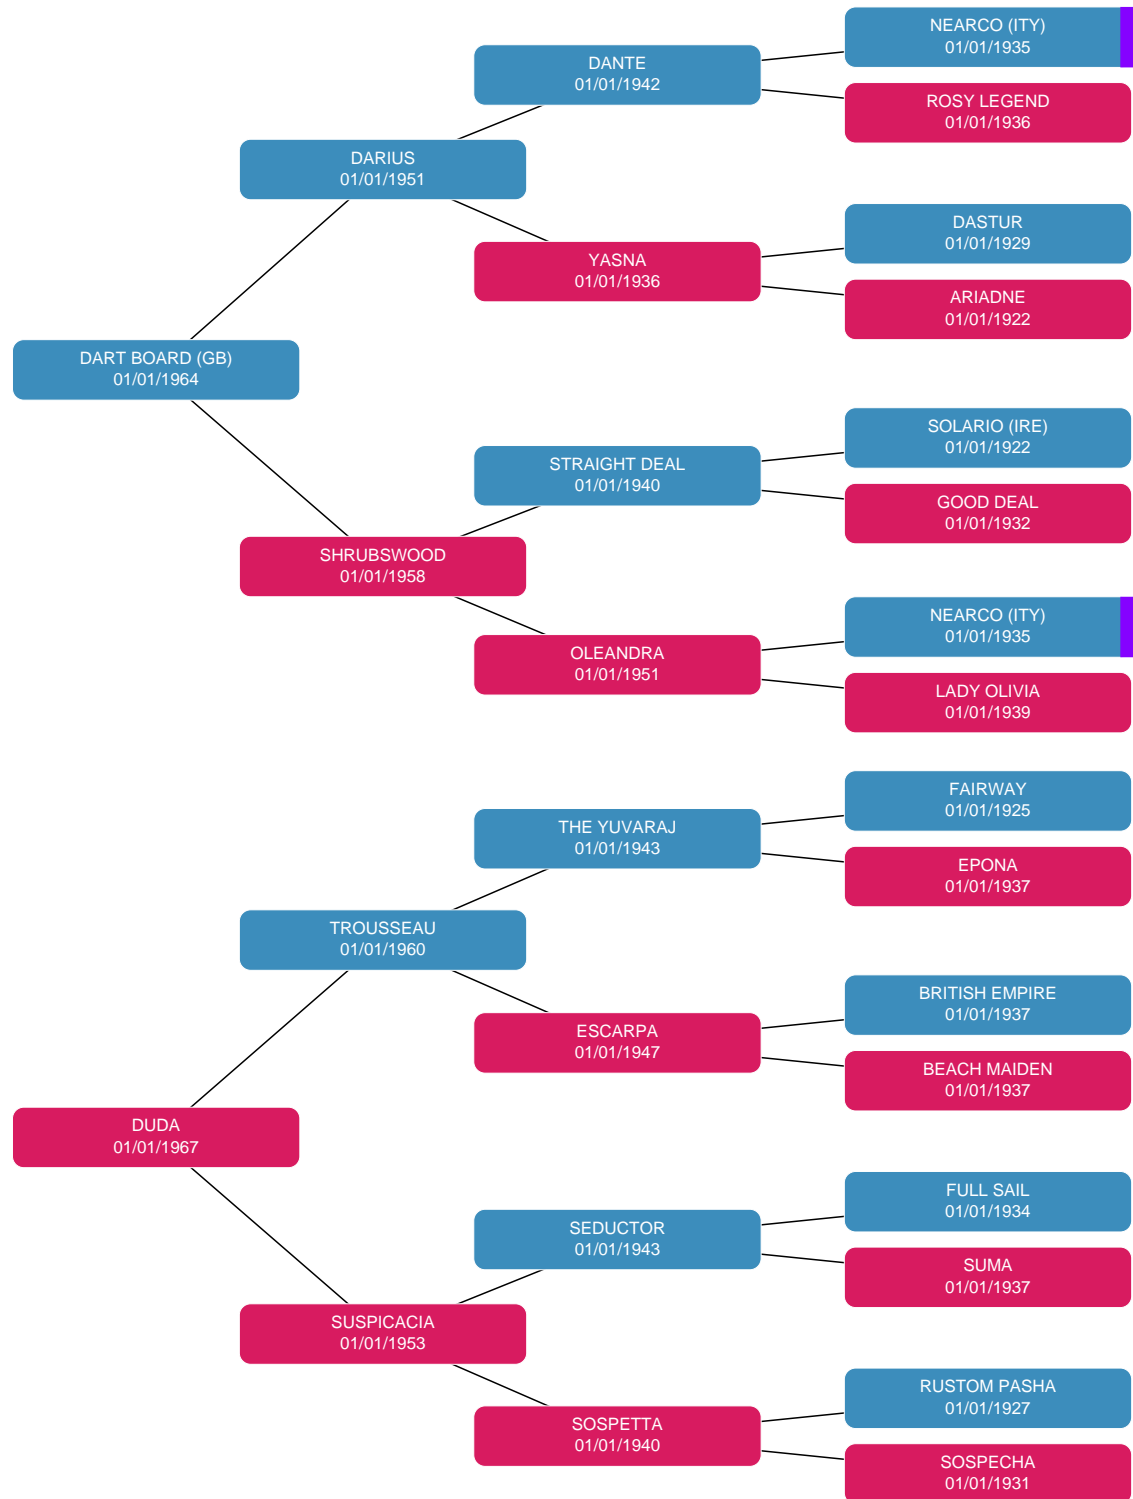 NEARCO (ITY)
01/01/1935
DANTE
01/01/1942
ROSY LEGEND
01/01/1936
DARIUS
01/01/1951
DASTUR
01/01/1929
YASNA
01/01/1936
ARIADNE
01/01/1922
DART BOARD (GB)
01/01/1964
SOLARIO (IRE)
01/01/1922
STRAIGHT DEAL
01/01/1940
GOOD DEAL
01/01/1932
SHRUBSWOOD
01/01/1958
NEARCO (ITY)
01/01/1935
OLEANDRA
01/01/1951
LADY OLIVIA
01/01/1939
FAIRWAY
01/01/1925
THE YUVARAJ
01/01/1943
EPONA
01/01/1937
TROUSSEAU
01/01/1960
BRITISH EMPIRE
01/01/1937
ESCARPA
01/01/1947
BEACH MAIDEN
01/01/1937
DUDA
01/01/1967
FULL SAIL
01/01/1934
SEDUCTOR
01/01/1943
SUMA
01/01/1937
SUSPICACIA
01/01/1953
RUSTOM PASHA
01/01/1927
SOSPETTA
01/01/1940
SOSPECHA
01/01/1931